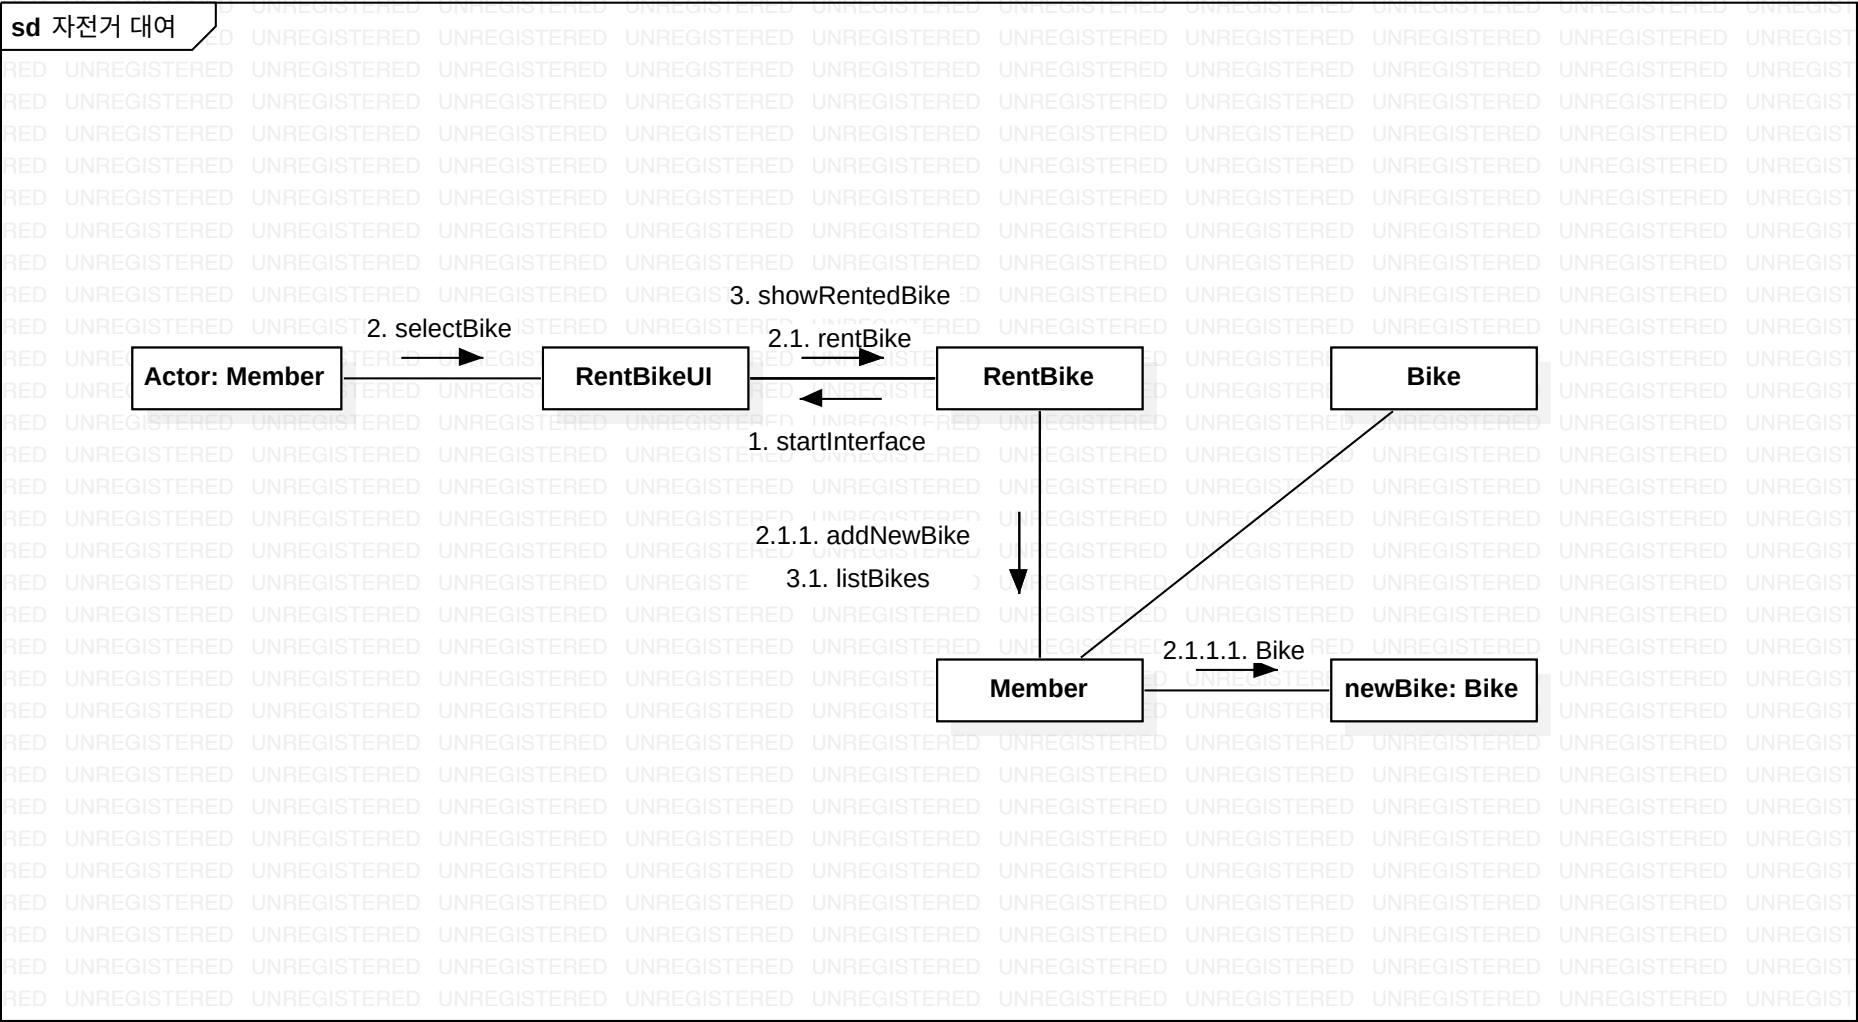 sd 자전거 대여
3. showRentedBike
2. selectBike
2.1. rentBike
Actor: Member
RentBikeUI
RentBike
Bike
1. startInterface
2.1.1. addNewBike
3.1. listBikes
2.1.1.1. Bike
Member
newBike: Bike
UNREGISTERED